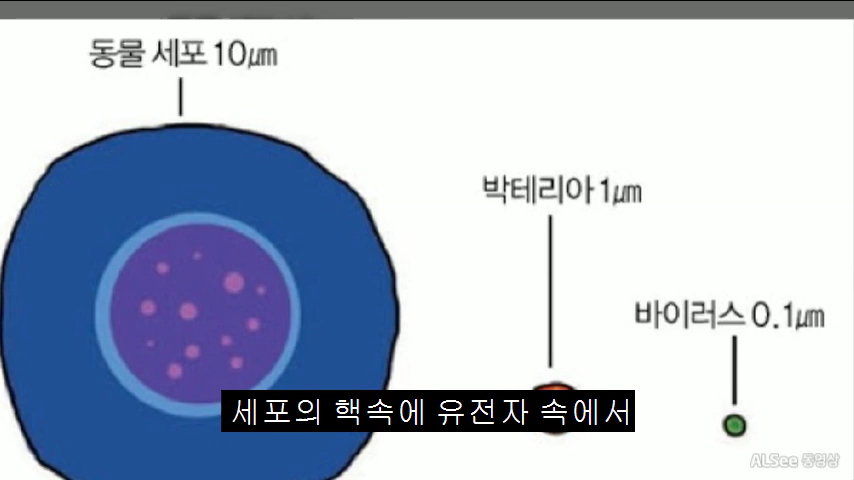 동물 세포 10㎛
박테리아 1㎛
바이러스 0.1㎛
세포의 핵속에 유전자 속에서
ALSee 동영상